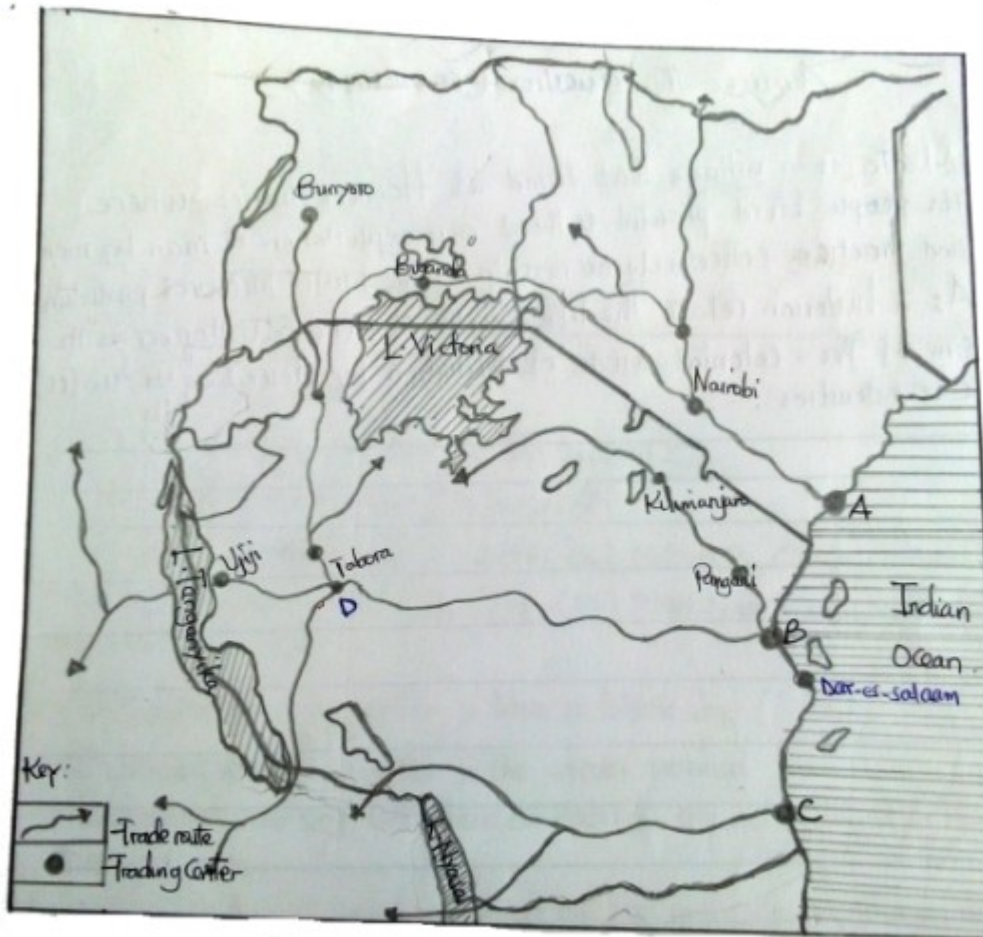 Bunyoro
Buganda
L. Victoria
Nairobi
A
Kilimanjaro
Ujiji
Tabora
D
Pangani
B
L. Tanganyika
Indian
Ocean
Dar-es-salaam
Key:
-Trade route
-Trading Center
C
L. Nyasa